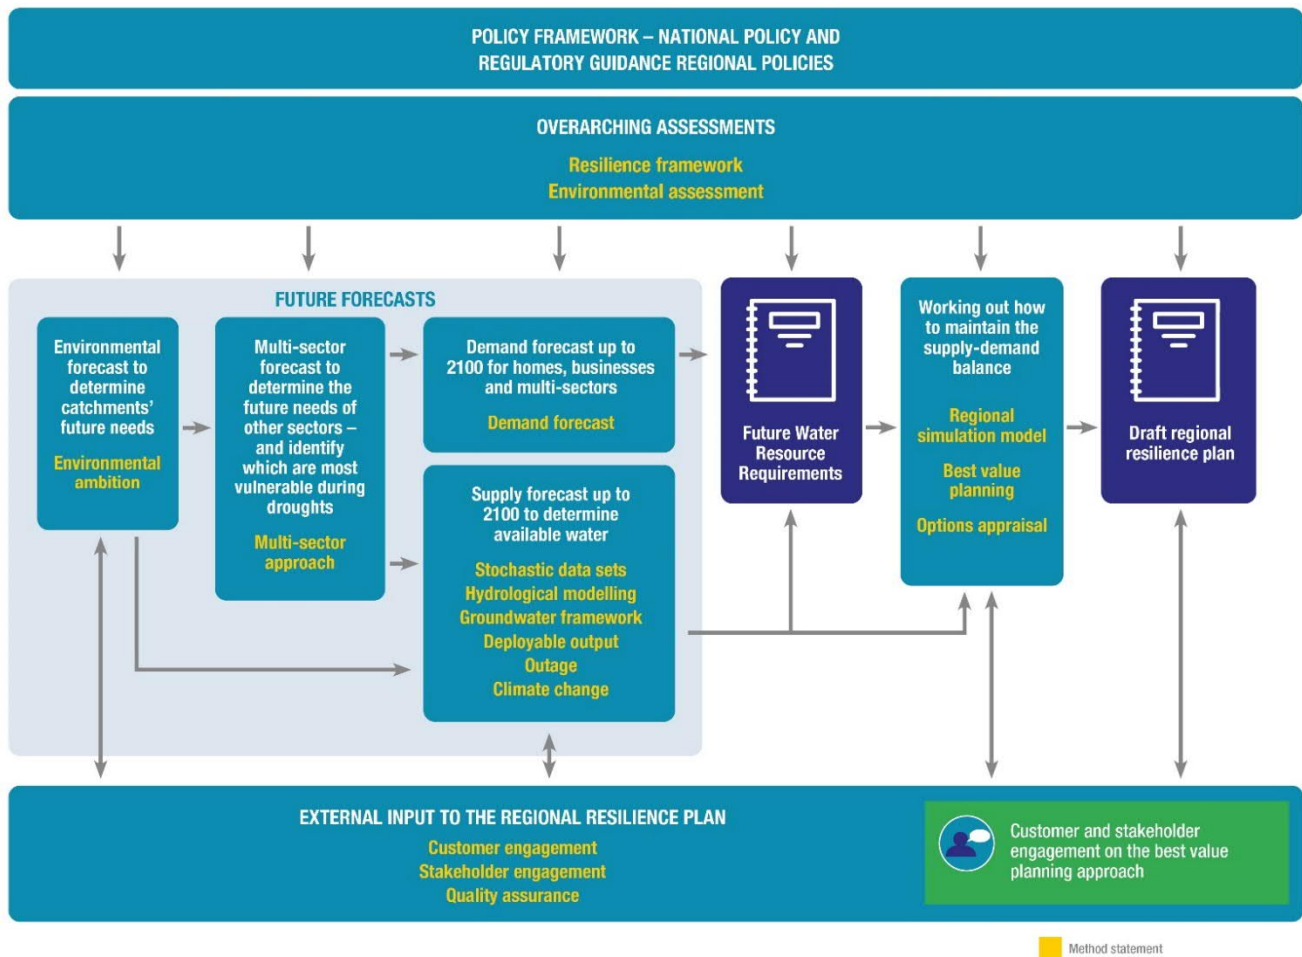 POLICY FRAMEWORK – NATIONAL POLICY AND
REGULATORY GUIDANCE REGIONAL POLICIES
OVERARCHING ASSESSMENTS
Resilience framework
Environmental assessment
FUTURE FORECASTS
Environmental
forecast to
determine
catchments’
future needs
Environmental
ambition
Multi-sector
forecast to
determine the
future needs of
other sectors –
and identify
which are most
vulnerable during
droughts
Multi-sector
approach
Demand forecast up to
2100 for homes, businesses
and multi-sectors
Demand forecast
Supply forecast up to
2100 to determine
available water
Stochastic data sets
Hydrological modelling
Groundwater framework
Deployable output
Outage
Climate change
Future Water
Resource
Requirements
Working out how
to maintain the
supply-demand
balance
Regional
simulation model
Best value
planning
Options appraisal
Draft regional
resilience plan
EXTERNAL INPUT TO THE REGIONAL RESILIENCE PLAN
Customer engagement
Stakeholder engagement
Quality assurance
Customer and stakeholder
engagement on the best value
planning approach
Method statement